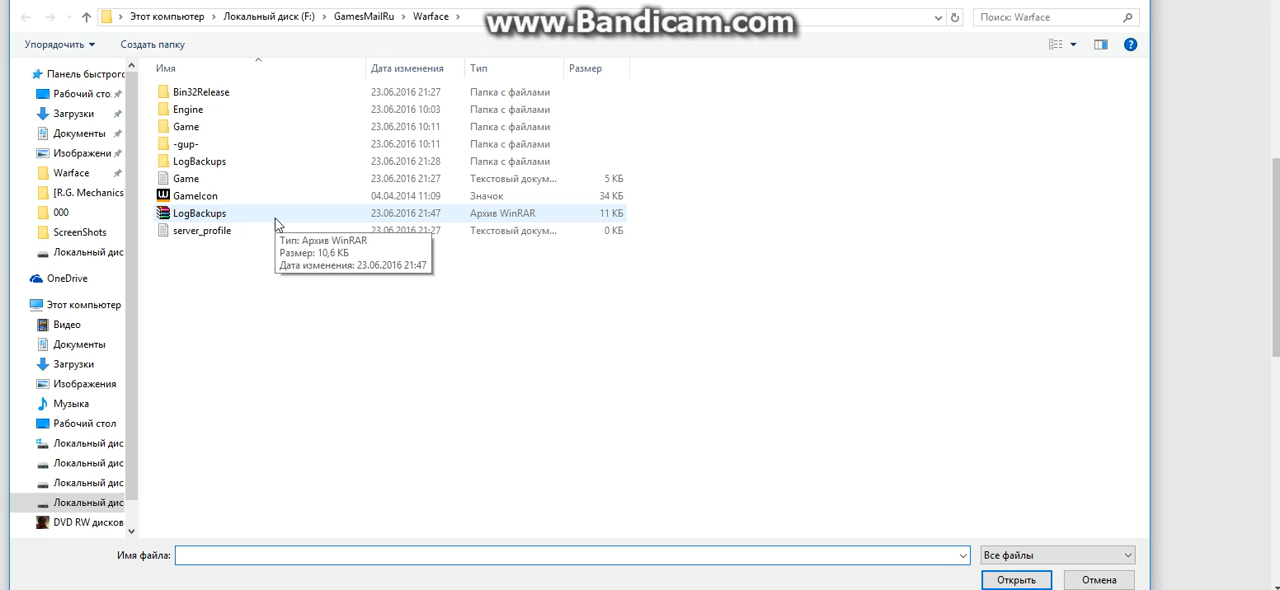 Этот компьютер > Локальный диск (F:) > GamesMailRu > Warface >
www.Bandicam.com
Поиск: Warface
Упорядочить
Создать папку
Имя Дата изменения Тип Размер
Панель быстрого
Рабочий сто
Загрузки
Документы
Изображени
Warface
[R.G. Mechanics
000
ScreenShots
Локальный дис
OneDrive
Этот компьютер
Видео
Документы
Загрузки
Изображения
Музыка
Рабочий стол
Локальный дис
Локальный дис
Локальный дис
Локальный дис
DVD RW дисков
Bin32Release 23.06.2016 21:27 Папка с файлами
Engine 23.06.2016 10:03 Папка с файлами
Game 23.06.2016 10:11 Папка с файлами
-gup- 23.06.2016 10:11 Папка с файлами
LogBackups 23.06.2016 21:28 Папка с файлами
Game 23.06.2016 21:27 Текстовый докум... 5 КБ
GameIcon 04.04.2014 11:09 Значок 34 КБ
LogBackups 23.06.2016 21:47 Архив WinRAR 11 КБ
server_profile 23.06.2016 21:27 Текстовый докум... 0 КБ
Тип: Архив WinRAR
Размер: 10,6 КБ
Дата изменения: 23.06.2016 21:47
Имя файла:
Все файлы
Открыть
Отмена